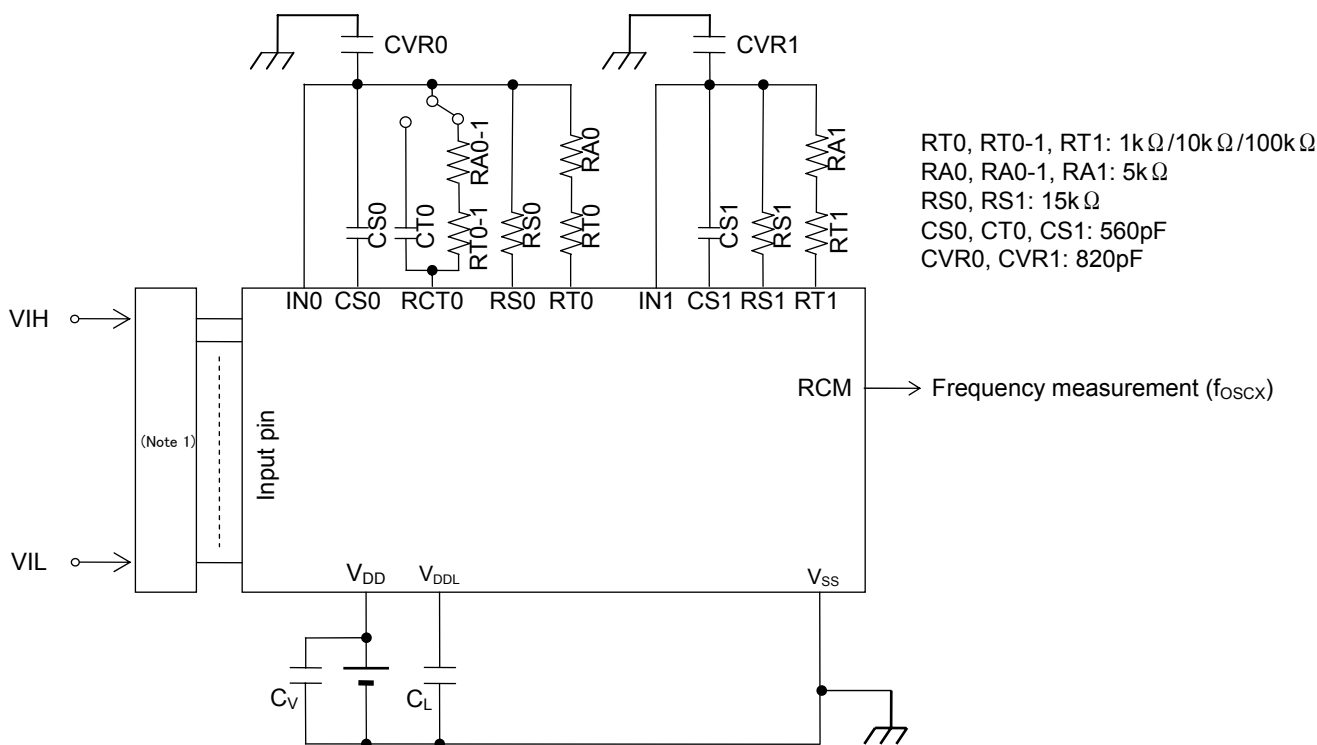 CVR0
CVR1
CS0
CT0
RA0-1
RT0-1
RS0
RA0
RT0
CS1
RS1
RA1
RT1
RT0, RT0-1, RT1: 1kΩ/10kΩ/100kΩ
RA0, RA0-1, RA1: 5kΩ
RS0, RS1: 15kΩ
CS0, CT0, CS1: 560pF
CVR0, CVR1: 820pF
IN0 CS0 RCT0 RS0 RT0 IN1 CS1 RS1 RT1
VIH
(Note 1)
Input pin
RCM
Frequency measurement (fOSCX)
VIL
VDD VDDL VSS
CV
CL